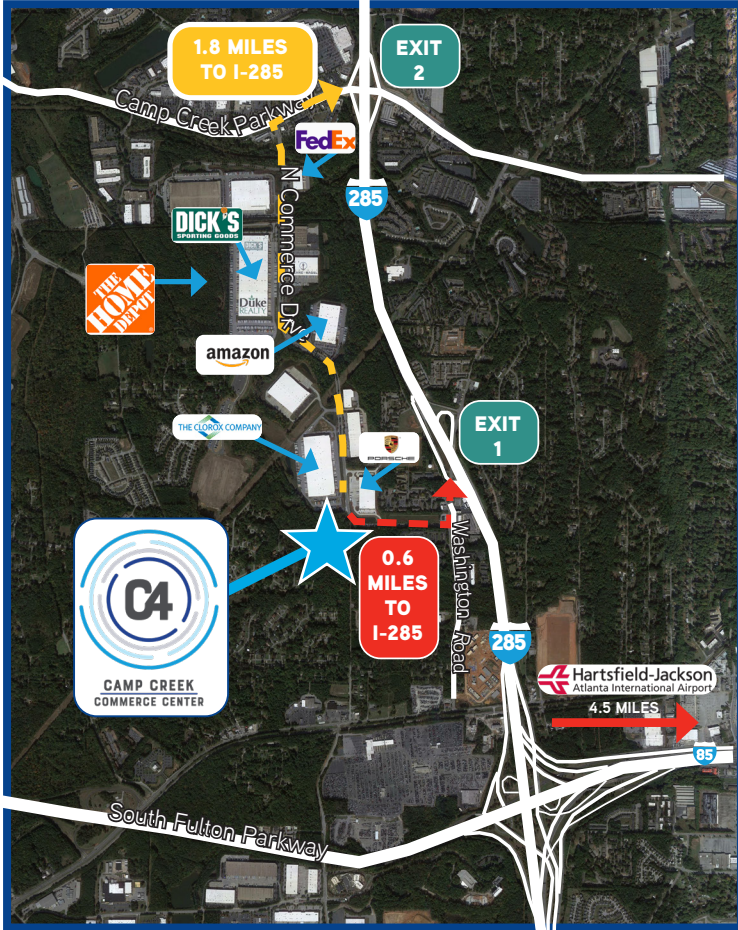 1.8 MILES
TO I-285
EXIT
2
Camp Creek Parkway
FedEx
N Commerce Drive
285
DICK'S
SPORTING GOODS
DICK'S
THE
HOME
DEPOT
Duke
REALTY
amazon
THE CLOROX COMPANY
EXIT
1
PORSCHE
C4
CAMP CREEK
COMMERCE CENTER
0.6
MILES
TO
I-285
Washington Road
285
Hartsfield-Jackson
Atlanta International Airport
4.5 MILES
85
South Fulton Parkway